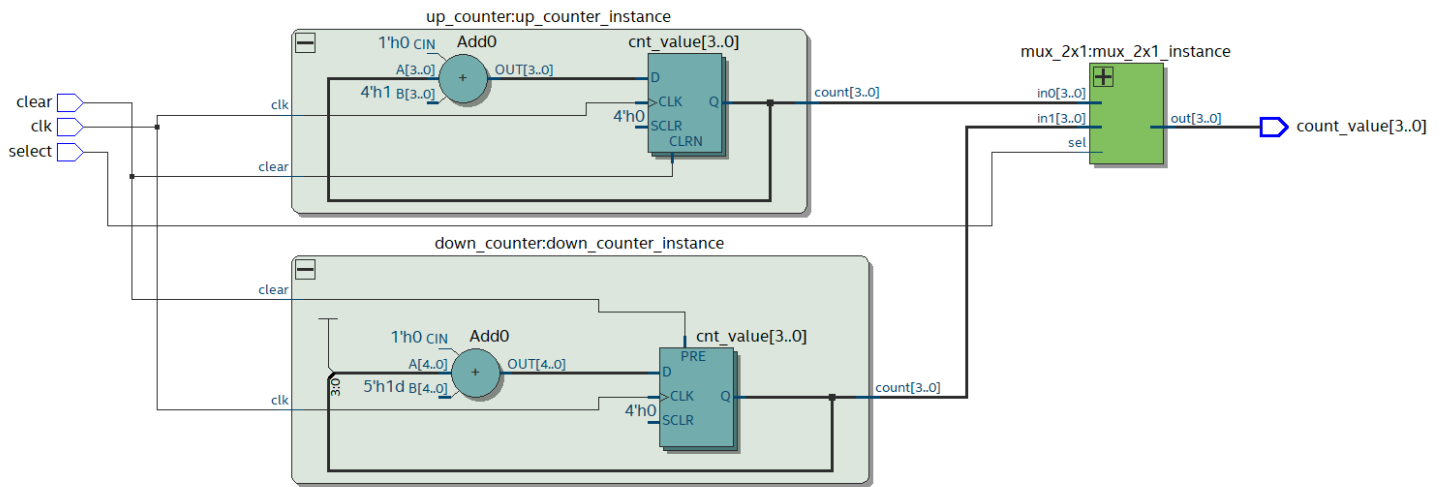 up_counter:up_counter_instance
1'h0 CIN
Add0
cnt_value[3..0]
A[3..0]
OUT[3..0]
4'h1 B[3..0]
D
CLK
Q
4'h0
SCLR
CLRN
clk
clear
count[3..0]
mux_2x1:mux_2x1_instance
in0[3..0]
in1[3..0]
sel
out[3..0]
count_value[3..0]
clear
clk
select
down_counter:down_counter_instance
clear
1'h0 CIN
Add0
cnt_value[3..0]
PRE
A[4..0]
OUT[4..0]
5'h1d B[4..0]
3:0
D
CLK
Q
4'h0
SCLR
clk
count[3..0]